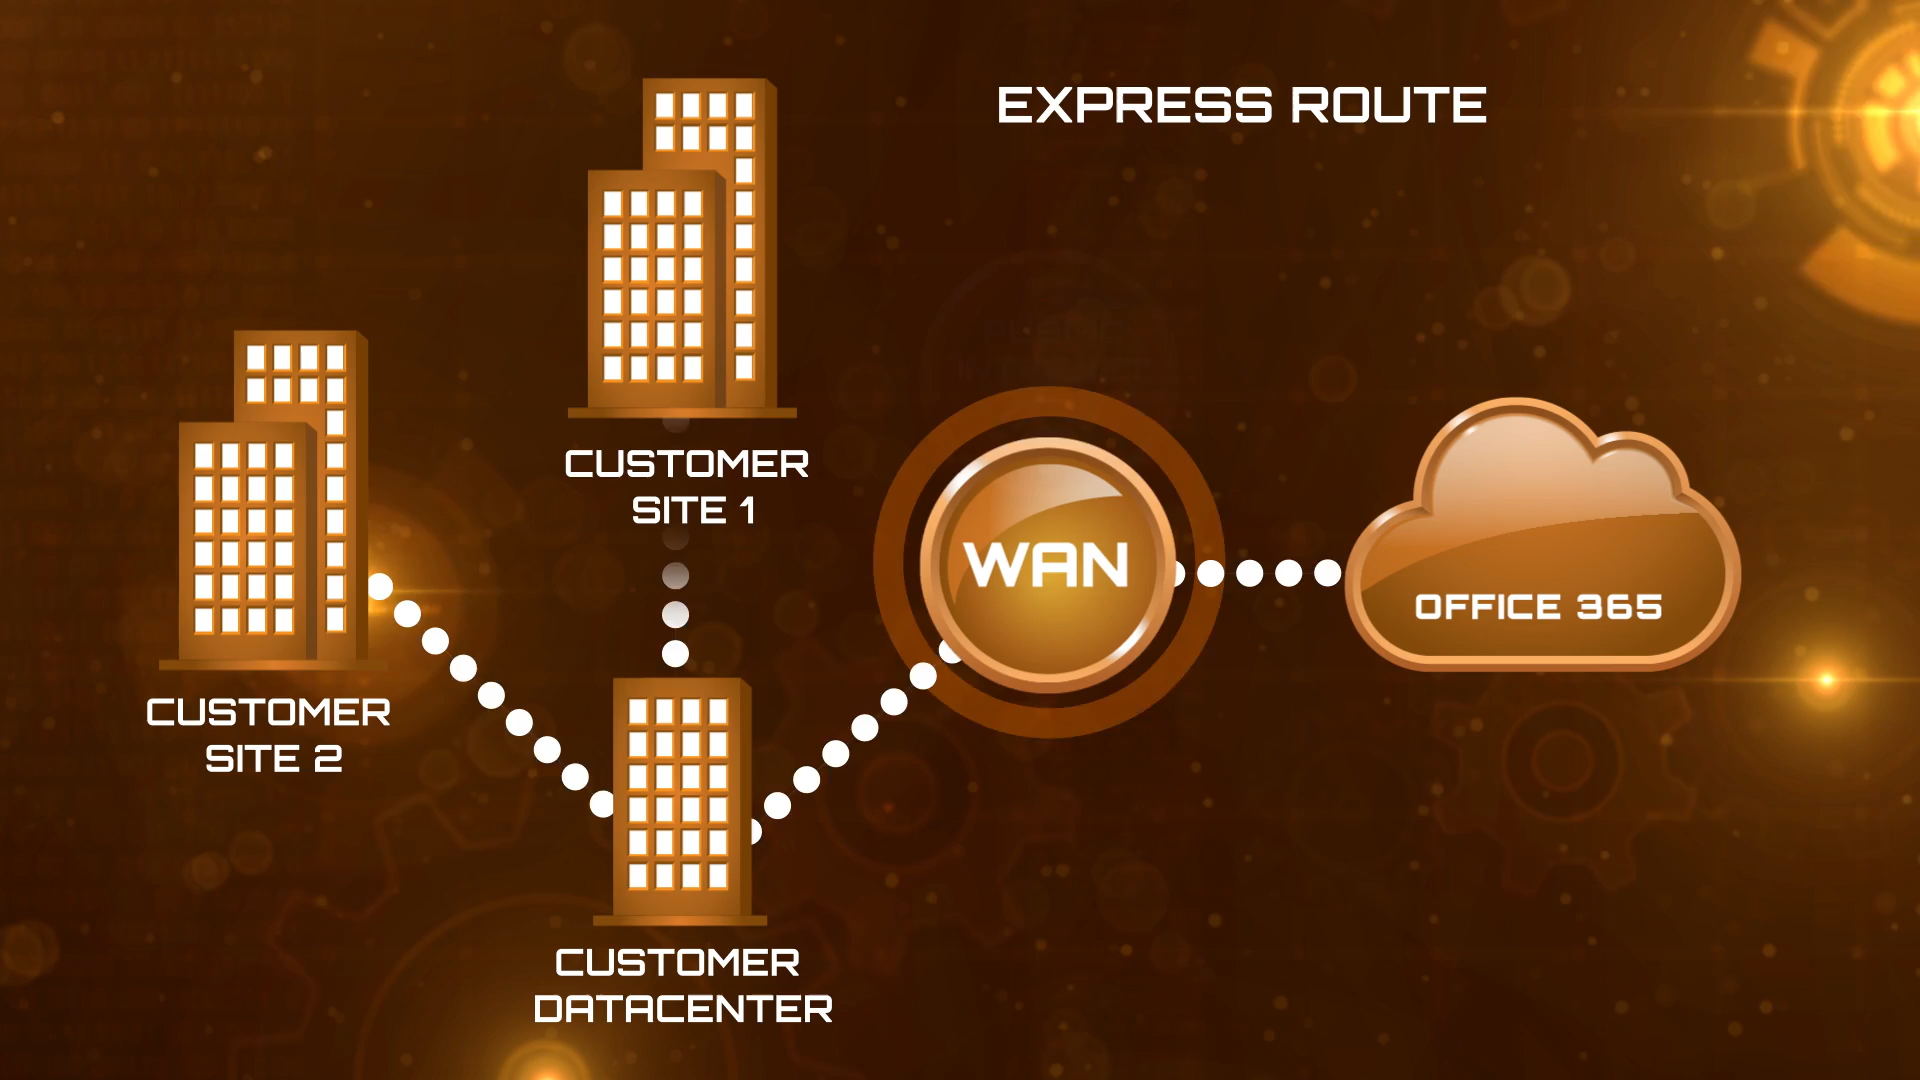 EXPRESS ROUTE
CUSTOMER
SITE 1
WAN
OFFICE 365
CUSTOMER
SITE 2
CUSTOMER
DATACENTER